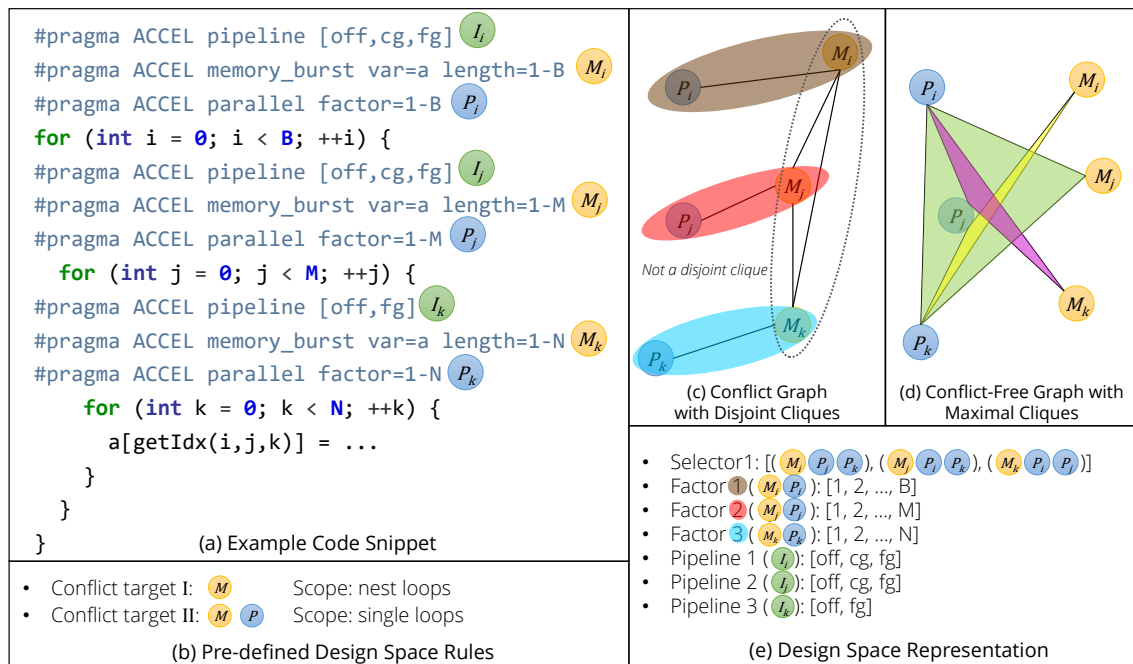 #pragma ACCEL pipeline [off,cg,fg] Ii
#pragma ACCEL memory_burst var=a length=1-B Mi
#pragma ACCEL parallel factor=1-B Pi
for (int i = 0; i < B; ++i) {
#pragma ACCEL pipeline [off,cg,fg] Ij
#pragma ACCEL memory_burst var=a length=1-M Mj
#pragma ACCEL parallel factor=1-M Pj
for (int j = 0; j < M; ++j) {
#pragma ACCEL pipeline [off,fg] Ik
#pragma ACCEL memory_burst var=a length=1-N Mk
#pragma ACCEL parallel factor=1-N Pk
for (int k = 0; k < N; ++k) {
a[getIdx(i,j,k)] = ...
}
}
}
(a) Example Code Snippet
• Conflict target I: M Scope: nest loops
• Conflict target II: M P Scope: single loops
(b) Pre-defined Design Space Rules
Mi
Pi
Mj
Pj
Not a disjoint clique
Mk
Pk
(c) Conflict Graph
with Disjoint Cliques
Pi
Mi
Mj
Pj
Mk
Pk
(d) Conflict-Free Graph with
Maximal Cliques
• Selector1: [( Mi Pj Pk ), ( Mj Pi Pk ), ( Mk Pi Pj )]
• Factor 1 ( Mi Pi ): [1, 2, ..., B]
• Factor 2 ( Mj Pj ): [1, 2, ..., M]
• Factor 3 ( Mk Pk ): [1, 2, ..., N]
• Pipeline 1 ( Ij ): [off, cg, fg]
• Pipeline 2 ( Ij ): [off, cg, fg]
• Pipeline 3 ( Ik ): [off, fg]
(e) Design Space Representation